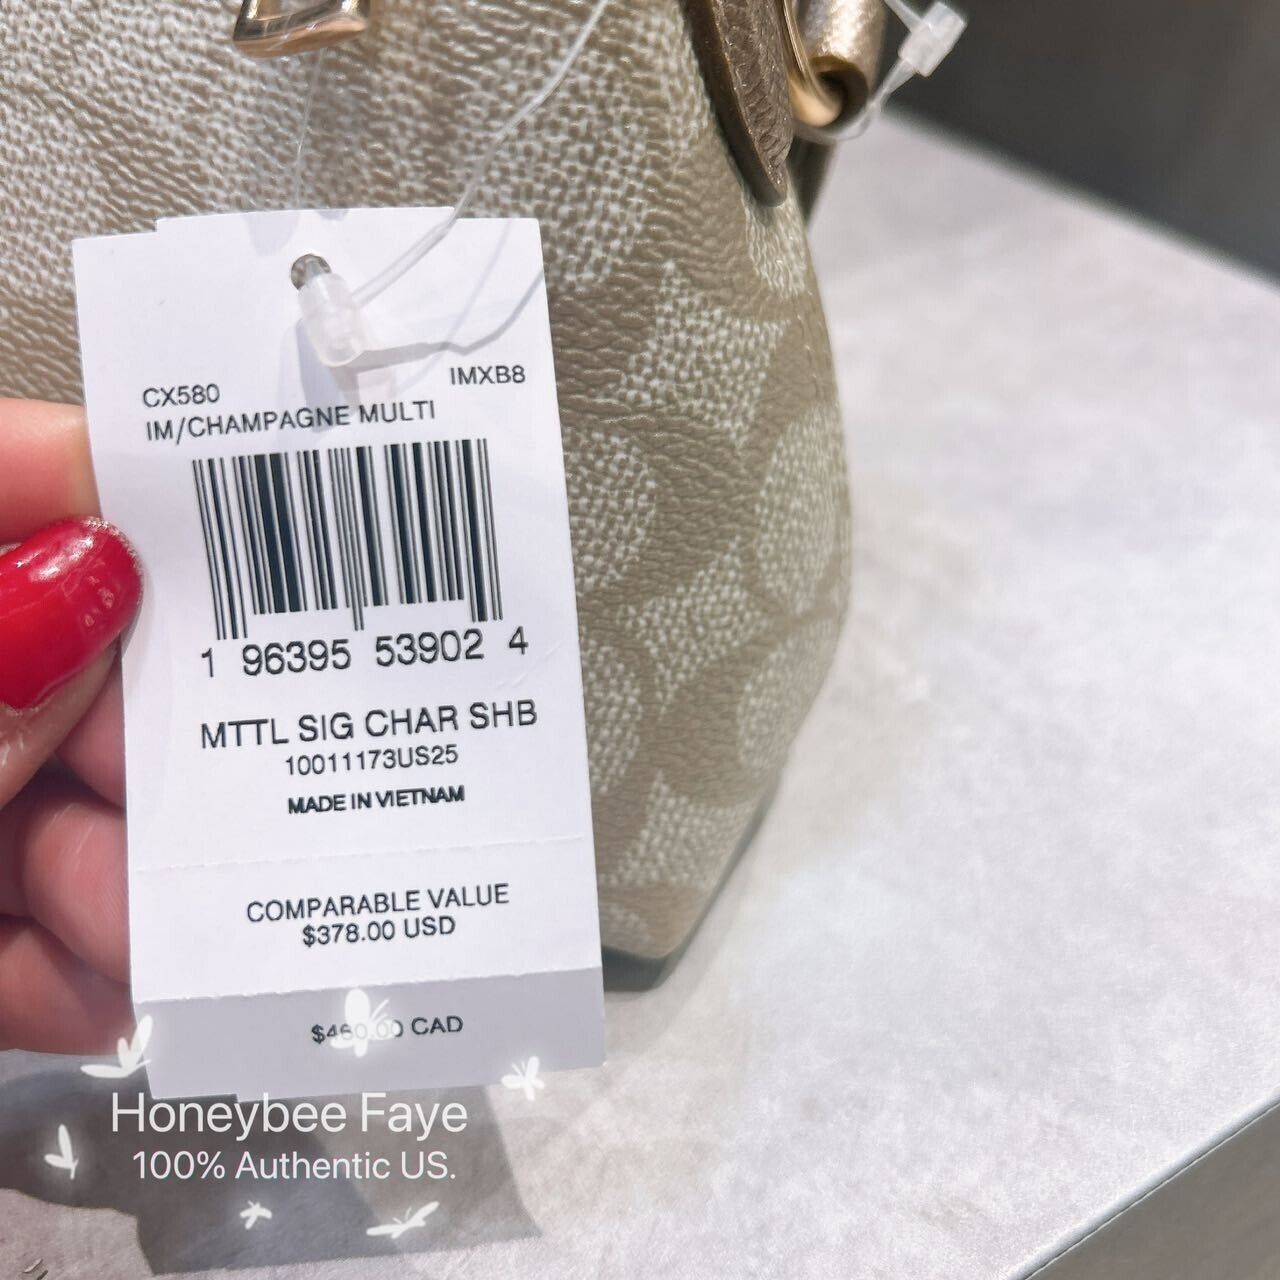 CX580 IMXB8
IM/CHAMPAGNE MULTI
1 96395 53902 4
MTTL SIG CHAR SHB
10011173US25
MADE IN VIETNAM
COMPARABLE VALUE
$378.00 USD
$460.00 CAD
Honeybee Faye
100% Authentic US.